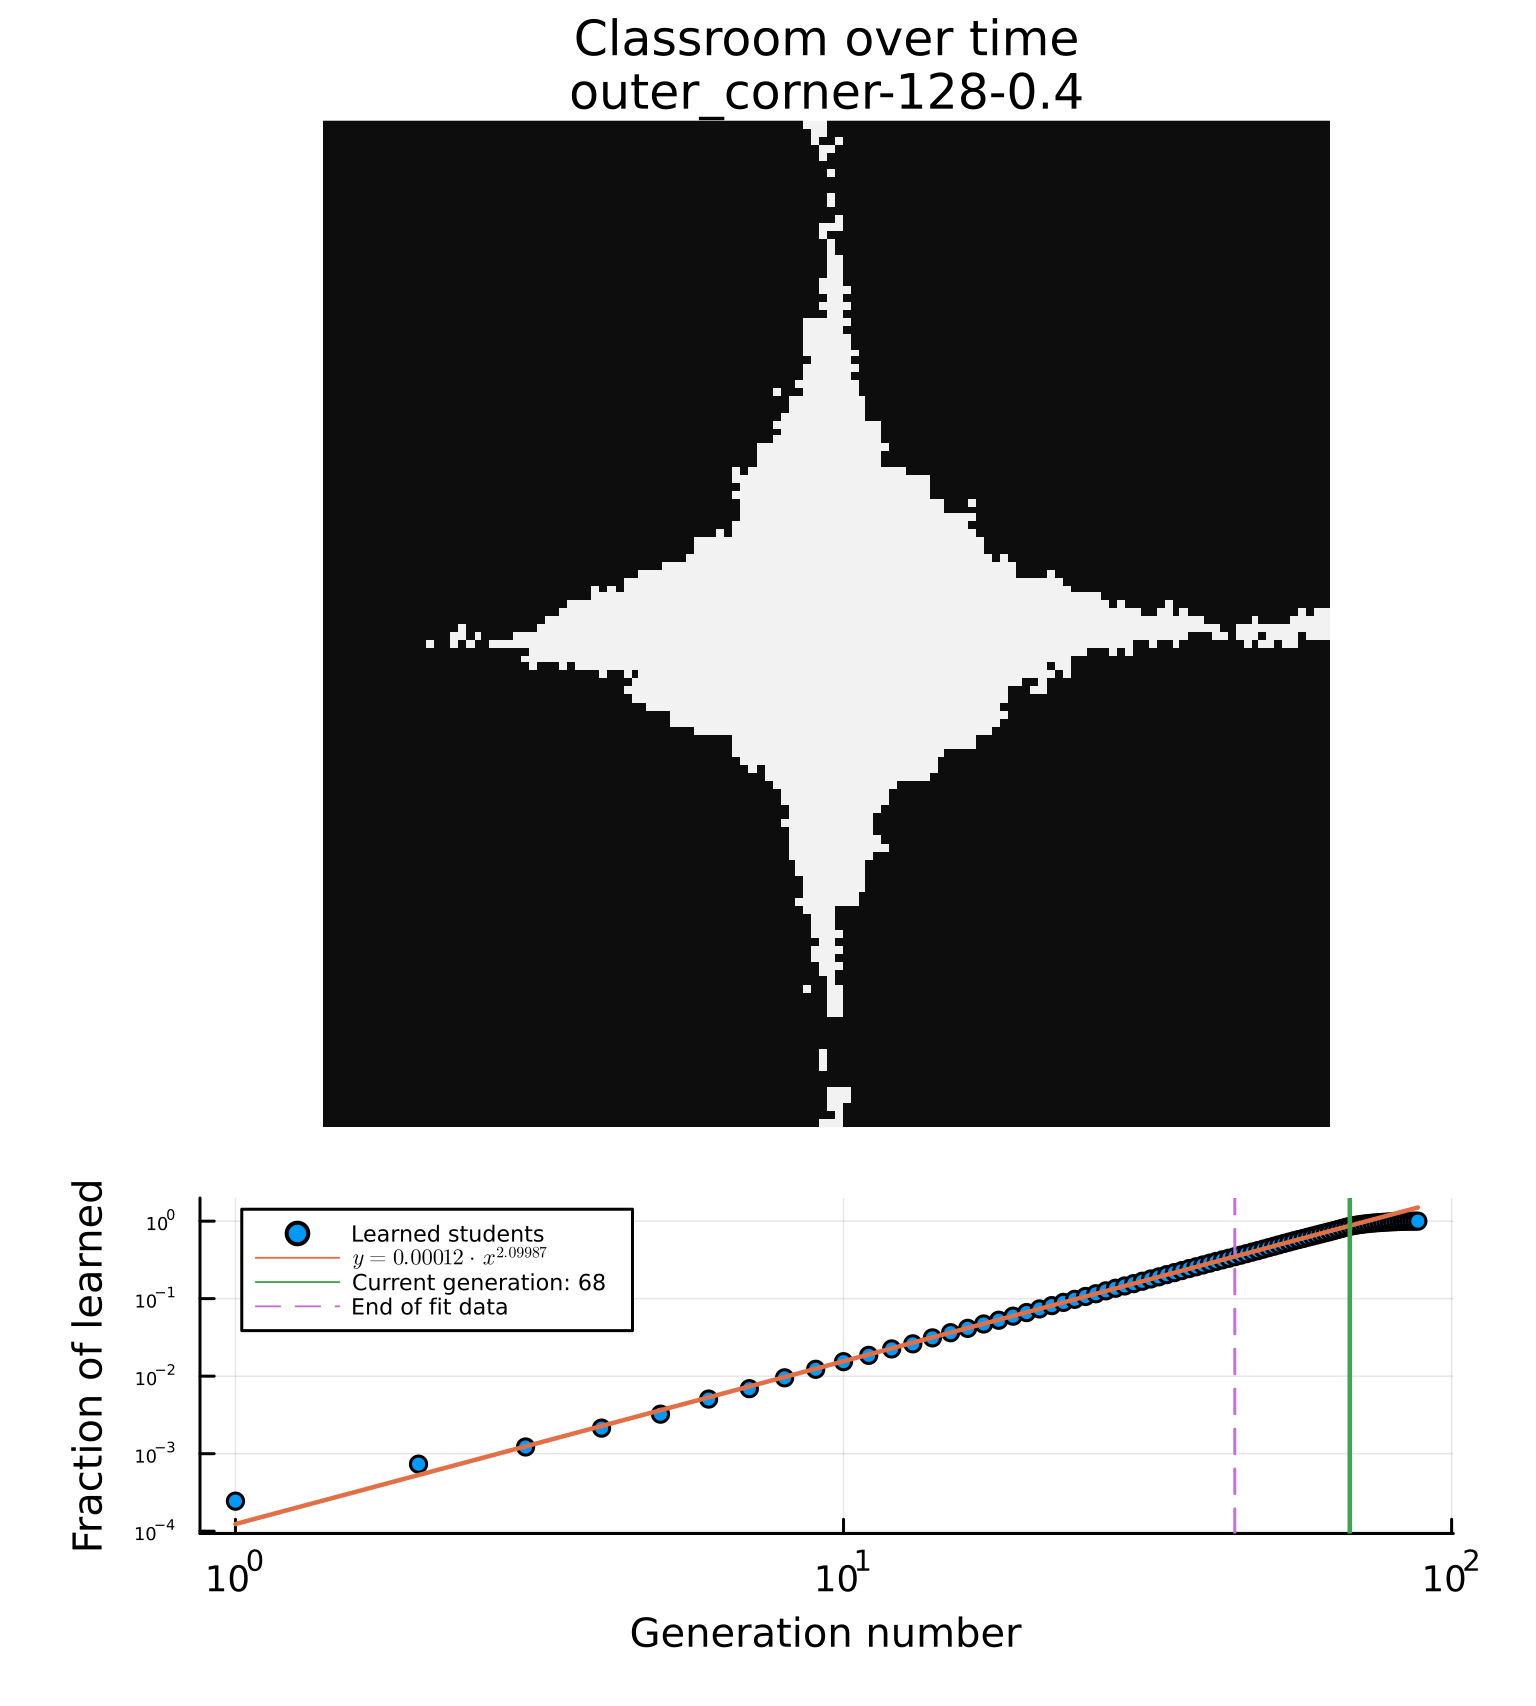 Classroom over time
outer_corner-128-0.4
Fraction of learned
10^0
10^-1
10^-2
10^-3
10^-4
Learned students
y = 0.00012 · x^2.09987
Current generation: 68
End of fit data
10^0 10^1 10^2
Generation number